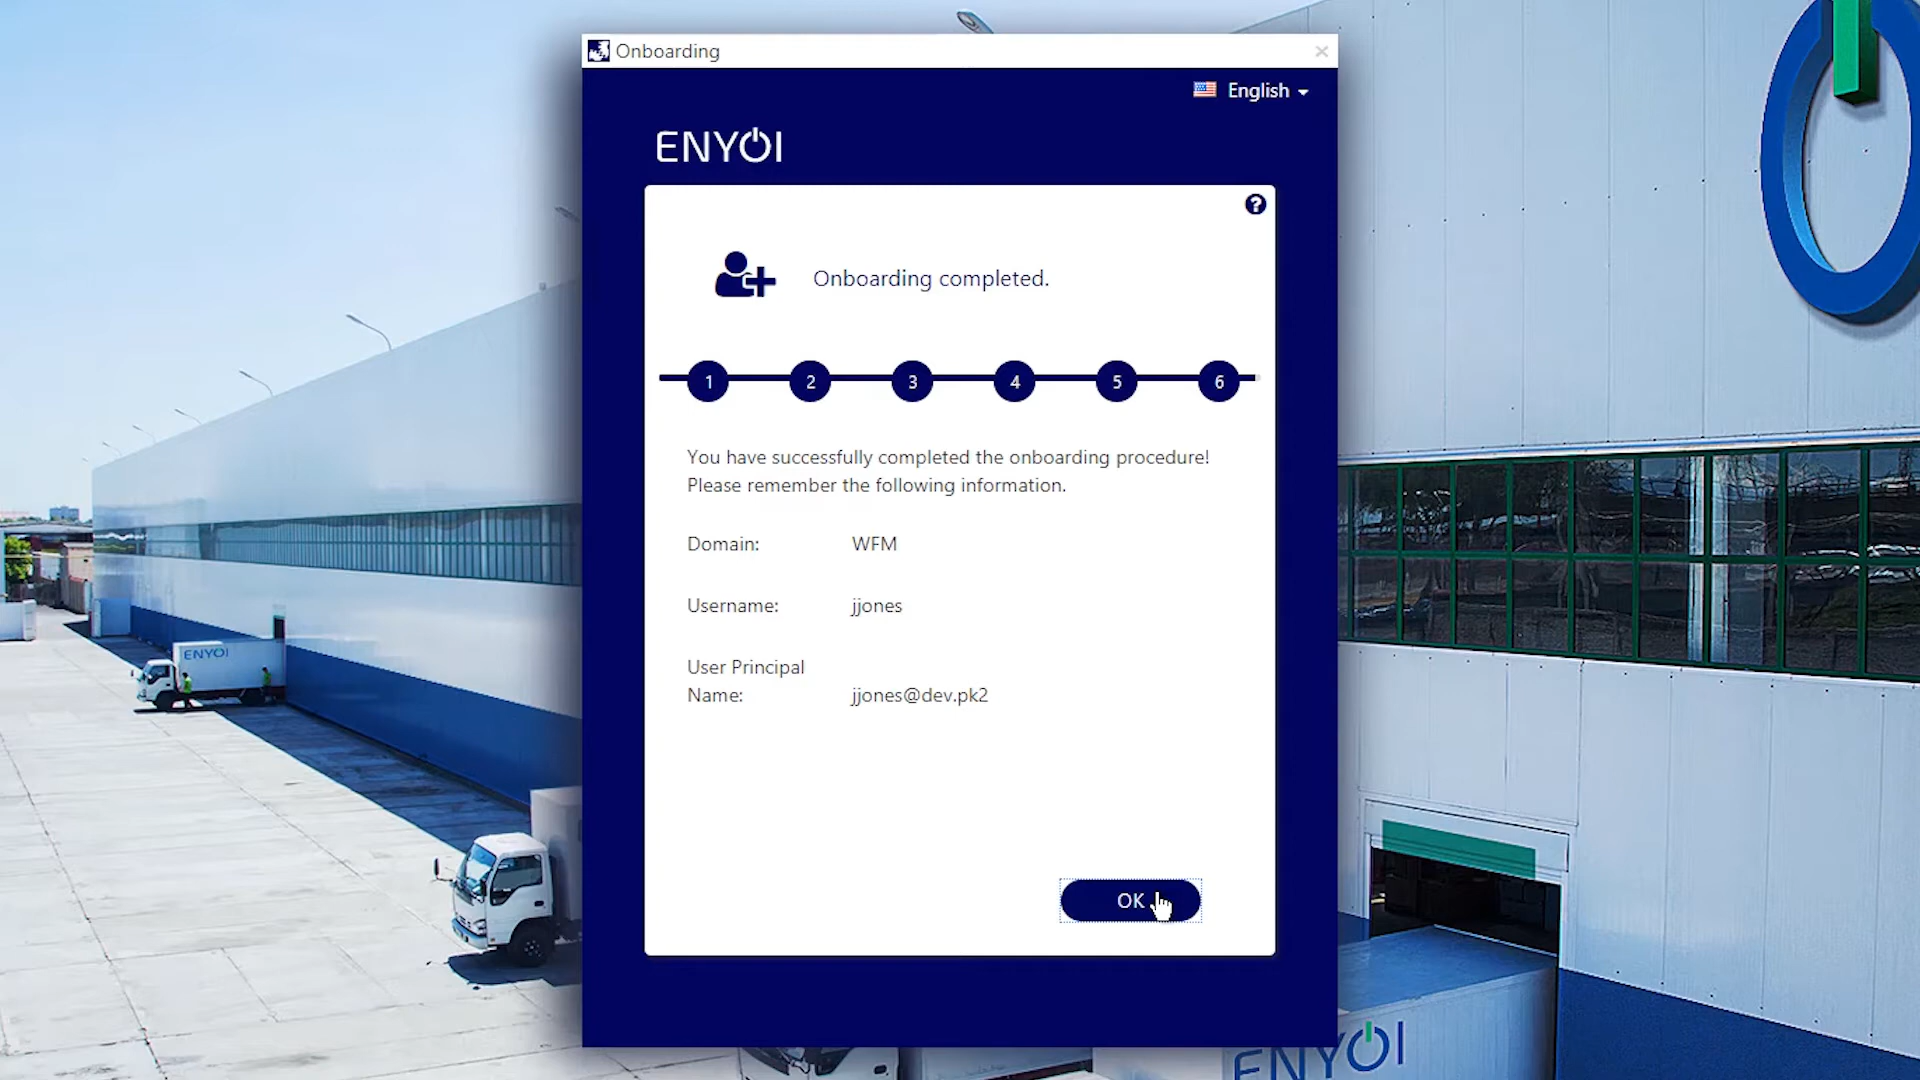 Onboarding
English
ENYOI
?
Onboarding completed.
1 2 3 4 5 6
You have successfully completed the onboarding procedure!
Please remember the following information.
Domain: WFM
Username: jjones
User Principal
Name: jjones@dev.pk2
OK
ENYOI
ENYOI